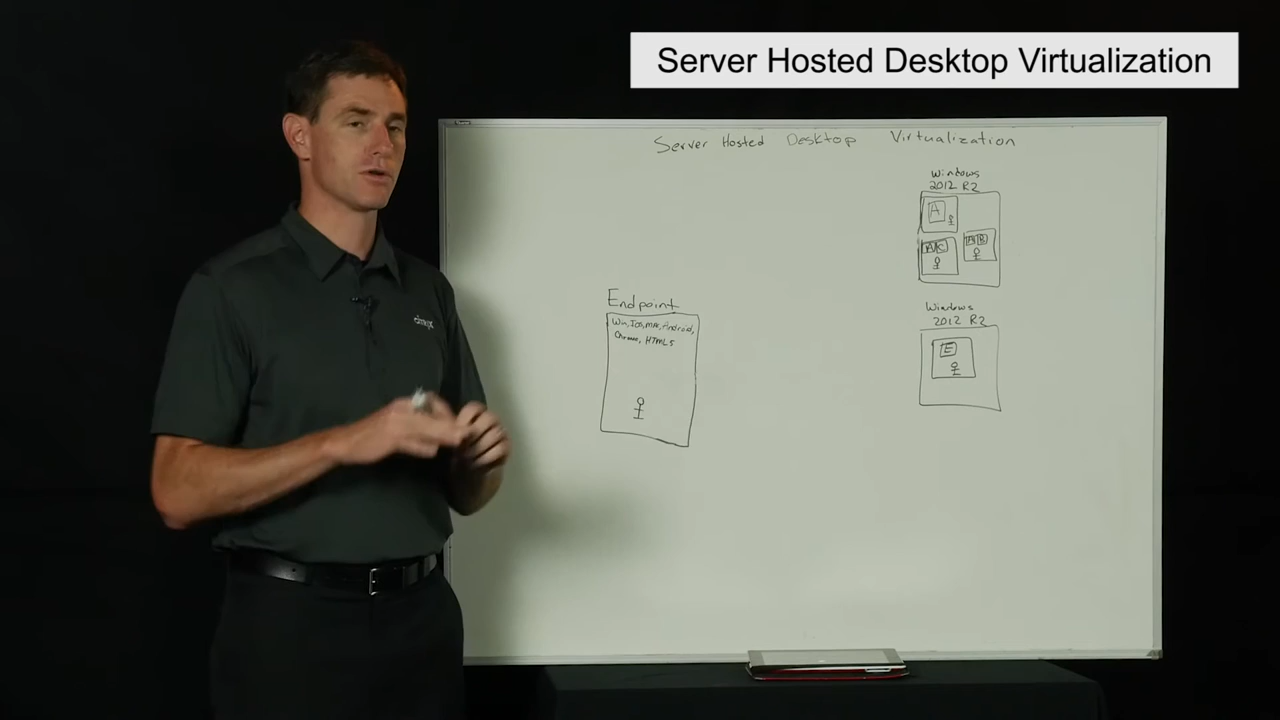 Server Hosted Desktop Virtualization
Server Hosted Desktop Virtualization
Windows
2012 R2
A
A C
A B
Endpoint
Win, IOS, MAC, Android,
Chrome, HTML5
Windows
2012 R2
E
citrix